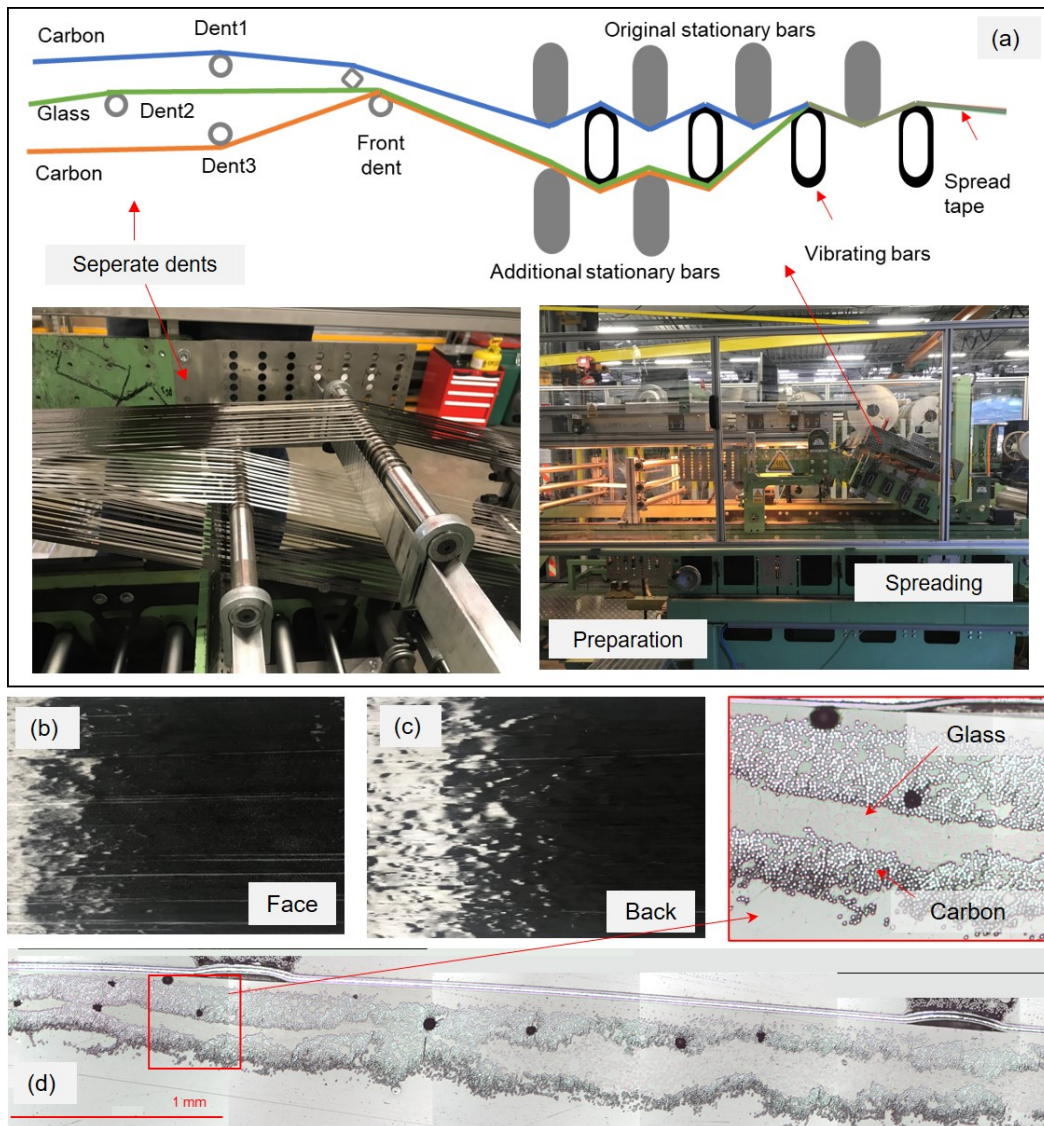 (a)
Carbon
Dent1
Original stationary bars
Glass
Dent2
Carbon
Dent3
Front
dent
Spread
tape
Seperate dents
Additional stationary bars
Vibrating bars
Preparation
Spreading
(b)
Face
(c)
Back
Glass
Carbon
(d)
1 mm